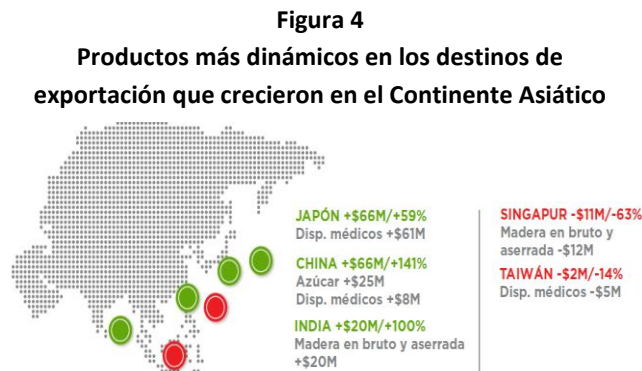 Figura 4
Productos más dinámicos en los destinos de
exportación que crecieron en el Continente Asiático
JAPÓN +$66M/+59%
Disp. médicos +$61M
CHINA +$66M/+141%
Azúcar +$25M
Disp. médicos +$8M
INDIA +$20M/+100%
Madera en bruto y aserrada
+$20M
SINGAPUR -$11M/-63%
Madera en bruto y
aserrada -$12M
TAIWÁN -$2M/-14%
Disp. médicos -$5M